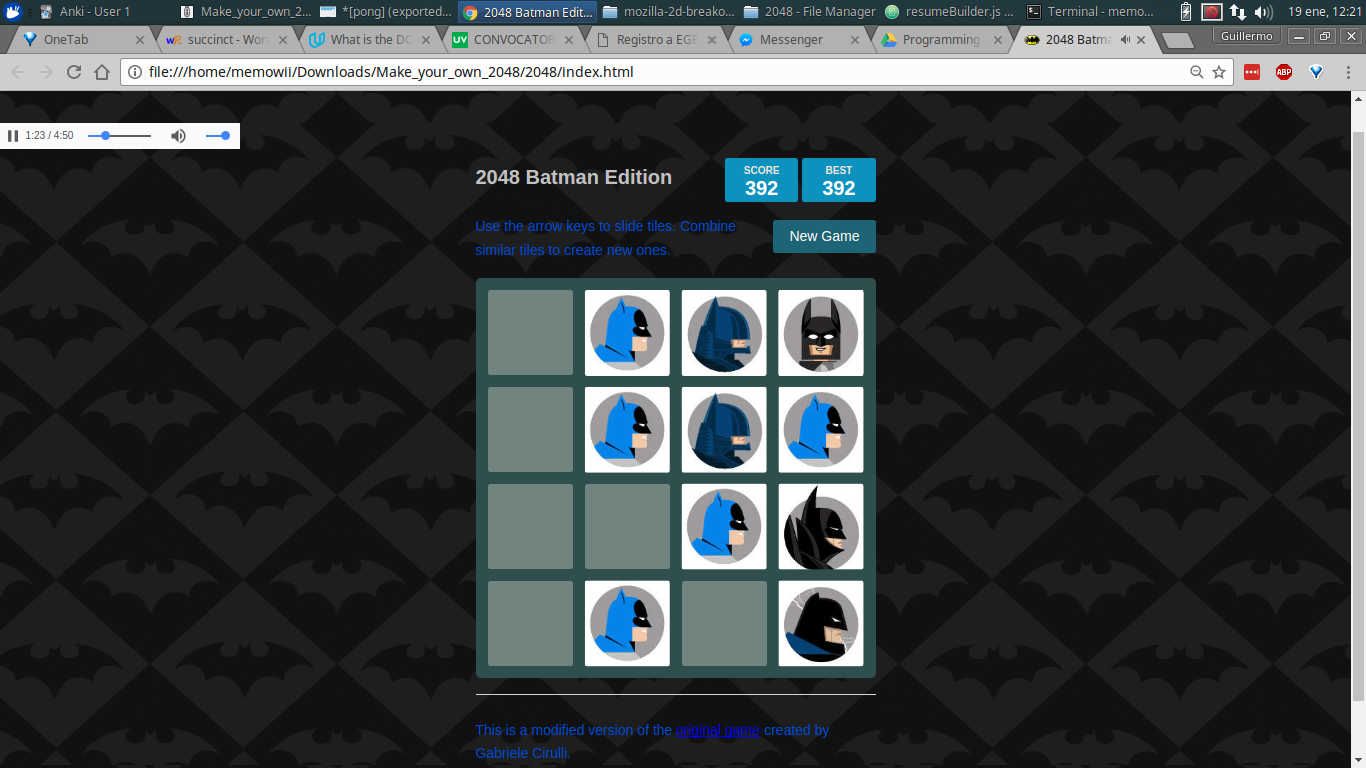 Anki - User 1
Make_your_own_2...
*[pong] (exported...
2048 Batman Edit...
mozilla-2d-breako...
2048 - File Manager
resumeBuilder.js ...
Terminal - memo...
19 ene, 12:21
OneTab
succinct - Wor
What is the DO
CONVOCATOR
Registro a EGE
Messenger
Programming
2048 Batma
Guillermo
file:///home/memowii/Downloads/Make_your_own_2048/2048/index.html
ABP
1:23 / 4:50
2048 Batman Edition
SCORE
392
BEST
392
Use the arrow keys to slide tiles. Combine
similar tiles to create new ones.
New Game
This is a modified version of the original game created by
Gabriele Cirulli.